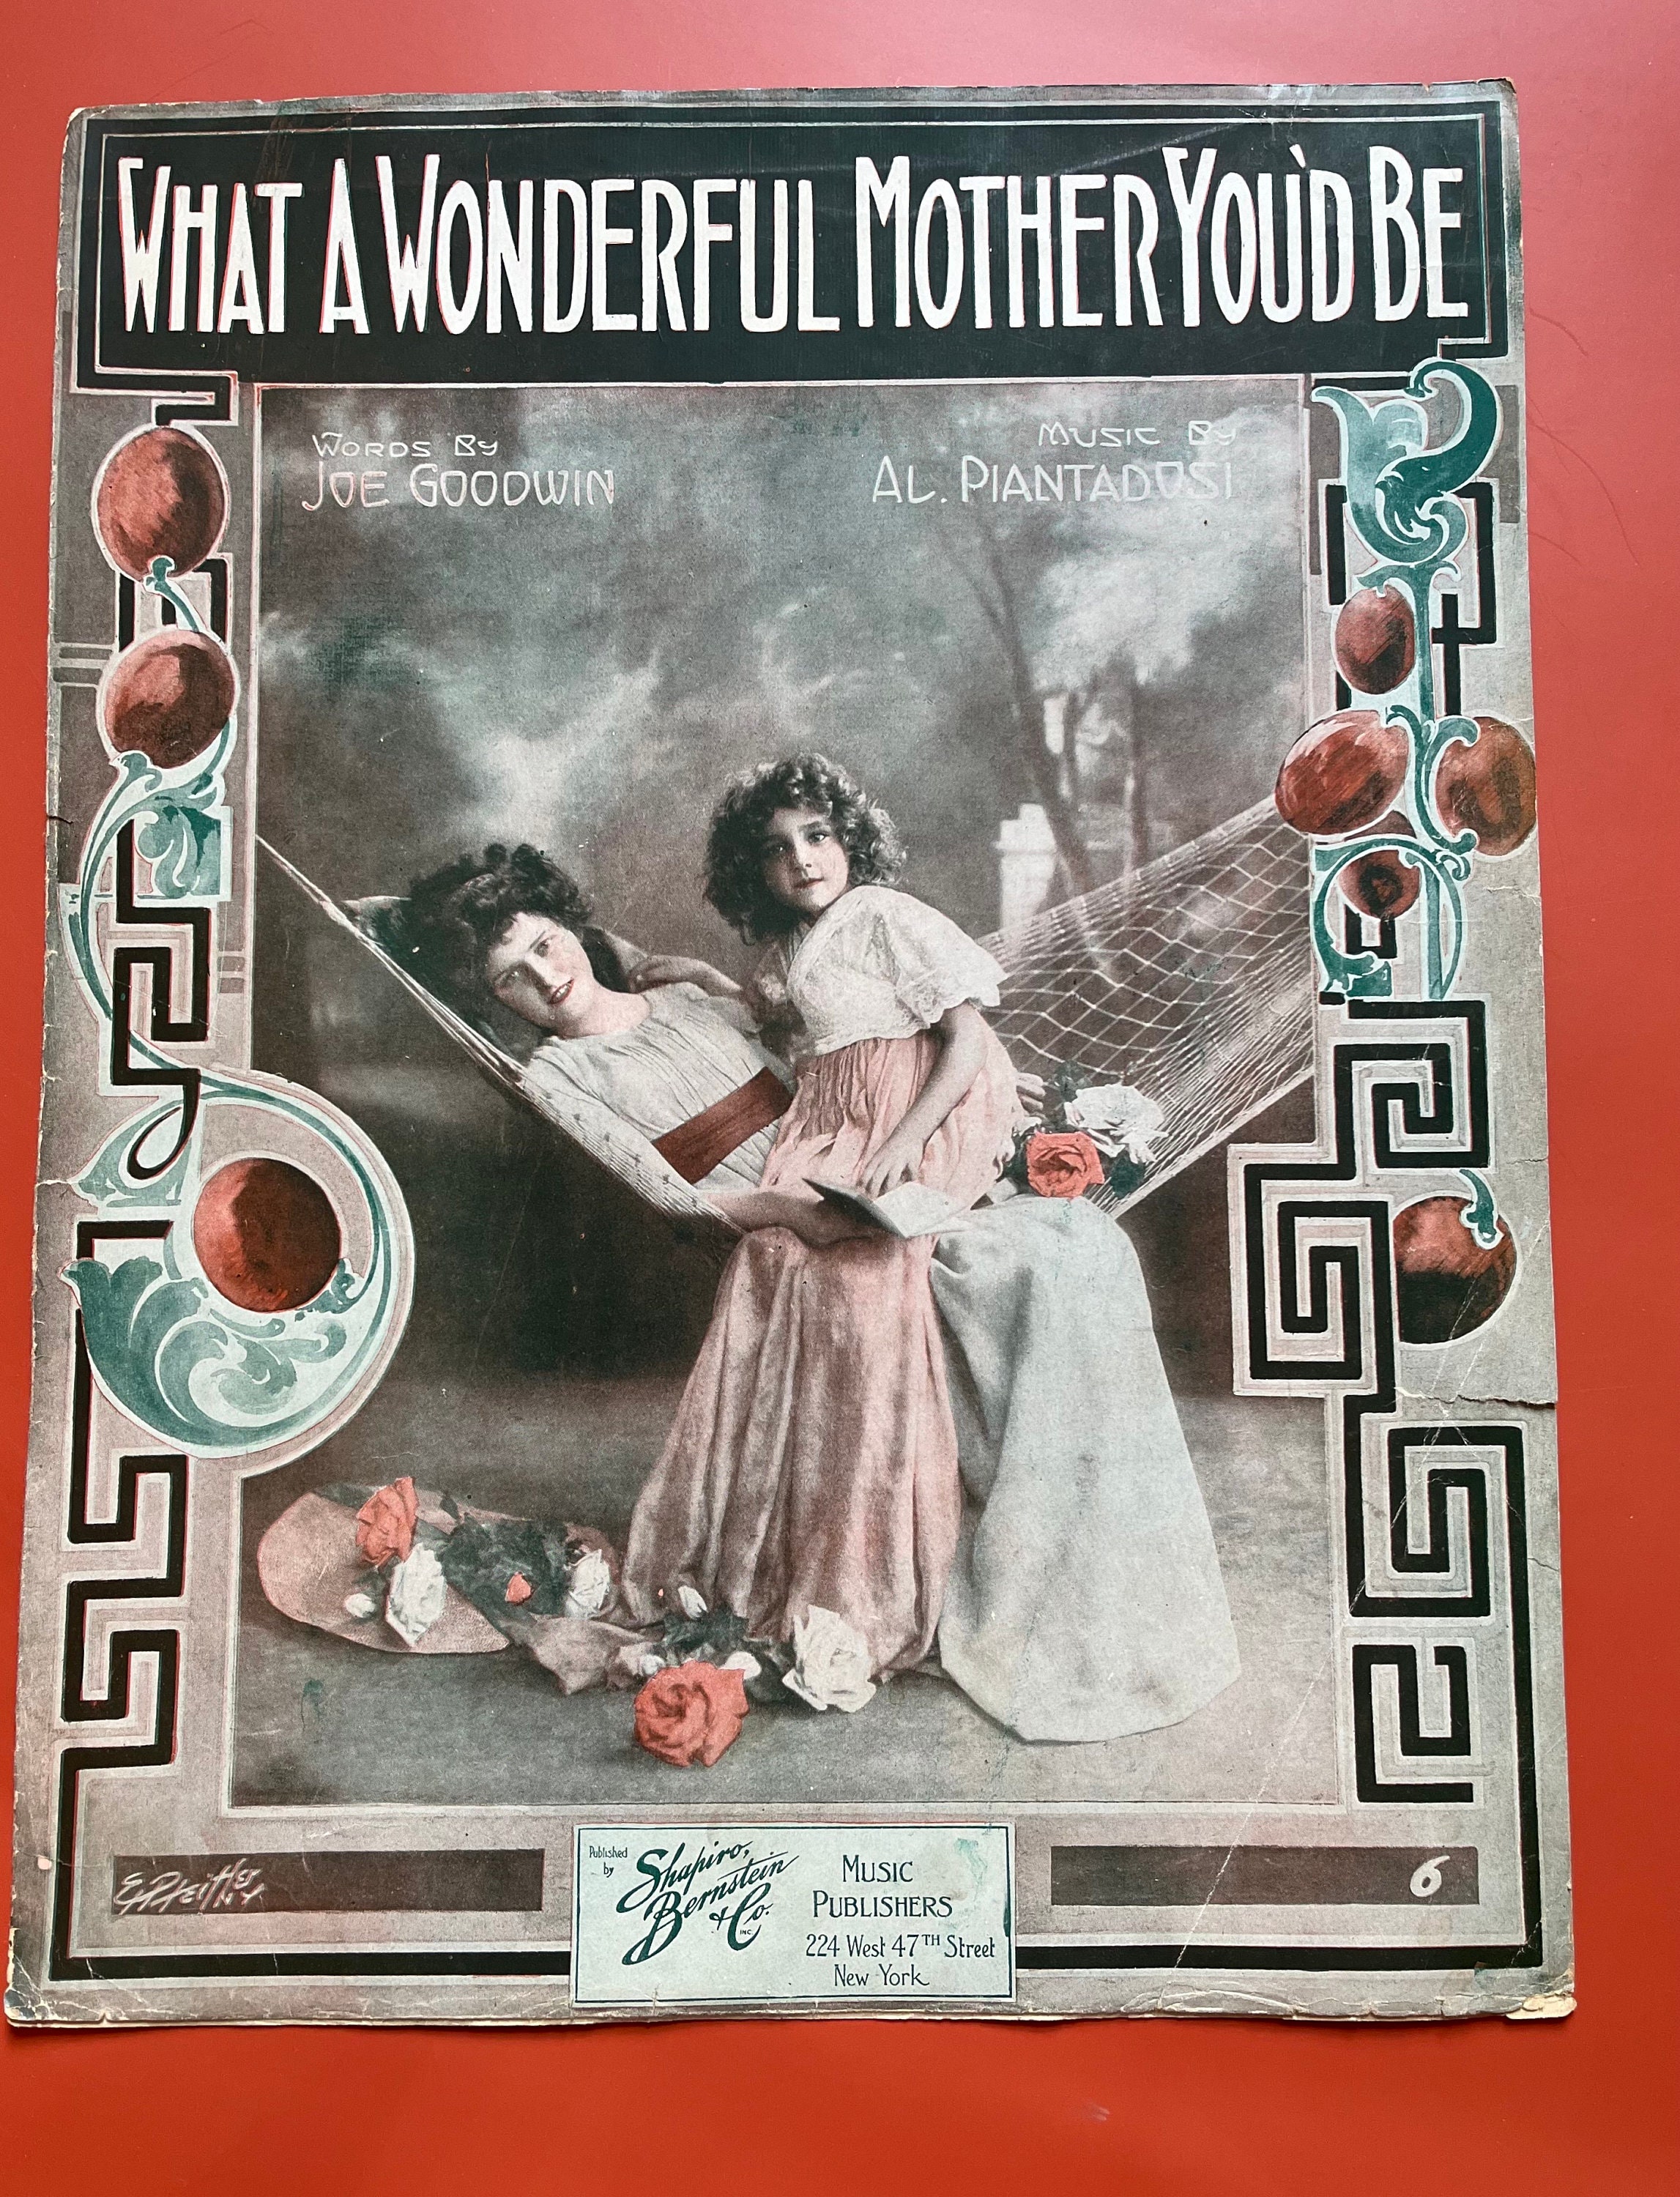 WHAT A WONDERFUL MOTHER YOU'D BE
WORDS BY
JOE GOODWIN
MUSIC BY
AL. PIANTADOSI
E Pfeiffer
N.Y.
Published
by
Shapiro,
Bernstein
& Co.
INC.
MUSIC
PUBLISHERS
224 West 47TH Street
New York
6